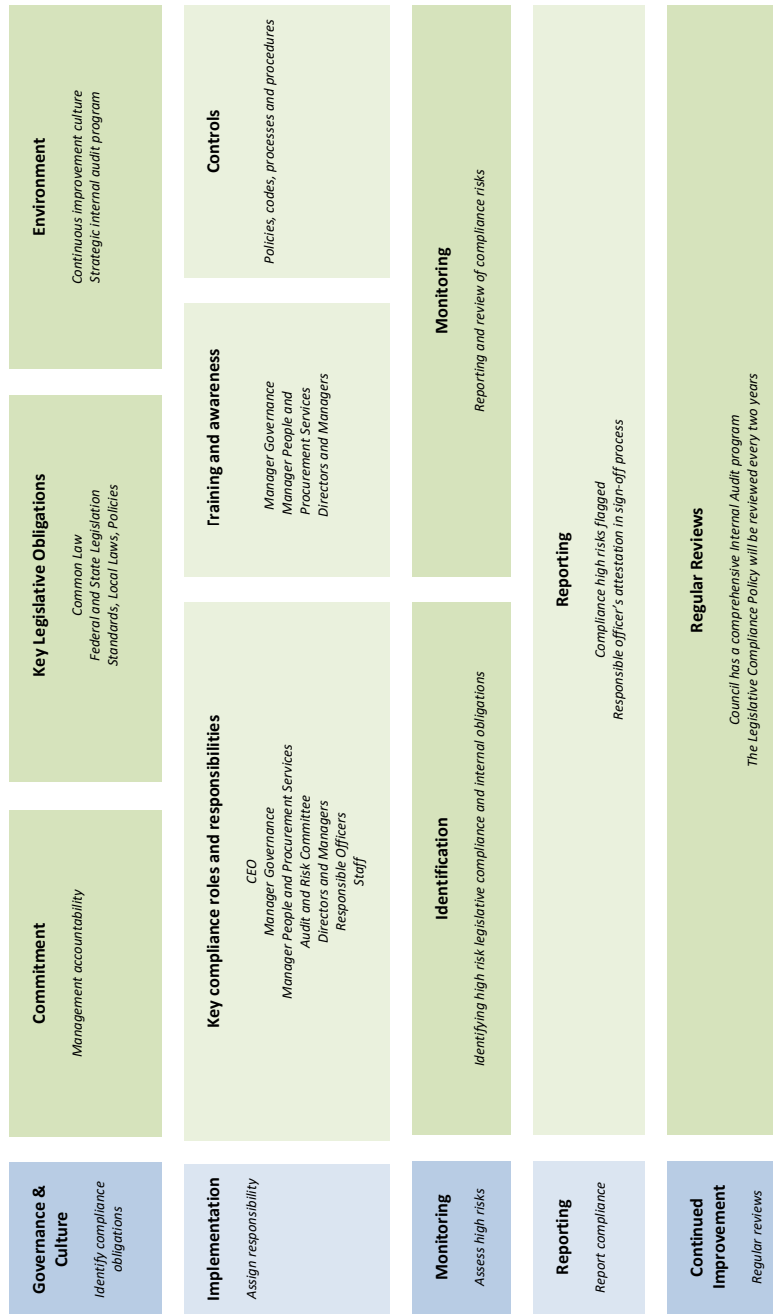 Governance &
Culture
Identify compliance
obligations
Commitment
Management accountability
Key Legislative Obligations
Common Law
Federal and State Legislation
Standards, Local Laws, Policies
Environment
Continuous improvement culture
Strategic internal audit program
Implementation
Assign responsibility
Key compliance roles and responsibilities
CEO
Manager Governance
Manager People and Procurement Services
Audit and Risk Committee
Directors and Managers
Responsible Officers
Staff
Training and awareness
Manager Governance
Manager People and
Procurement Services
Directors and Managers
Controls
Policies, codes, processes and procedures
Monitoring
Assess high risks
Identification
Identifying high risk legislative compliance and internal obligations
Monitoring
Reporting and review of compliance risks
Reporting
Report compliance
Reporting
Compliance high risks flagged
Responsible officer's attestation in sign-off process
Continued
Improvement
Regular reviews
Regular Reviews
Council has a comprehensive Internal Audit program
The Legislative Compliance Policy will be reviewed every two years